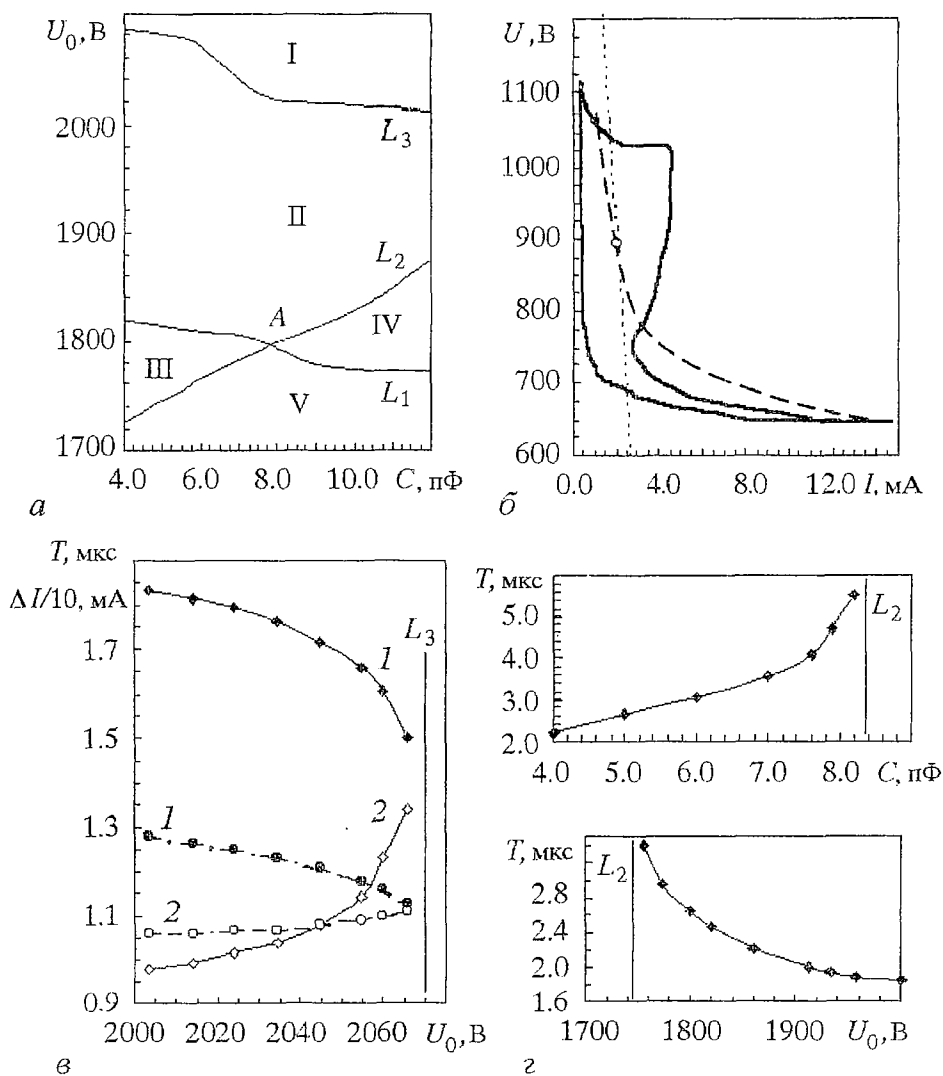 U₀, В
2000
1900
1800
1700
I
L₃
II
L₂
A
IV
III
V
L₁
4.0 6.0 8.0 10.0 C, пФ
а
U, В
1100
1000
900
800
700
600
0.0 4.0 8.0 12.0 I, мА
б
T, мкс
ΔI/10, мА
1.7
1.5
1.3
1.1
0.9
L₃
1
2
1
2
2000 2020 2040 2060 U₀, В
в
T, мкс
5.0
4.0
3.0
2.0
L₂
4.0 5.0 6.0 7.0 8.0 C, пФ
T, мкс
2.8
2.4
2.0
1.6
L₂
1700 1800 1900 U₀, В
г